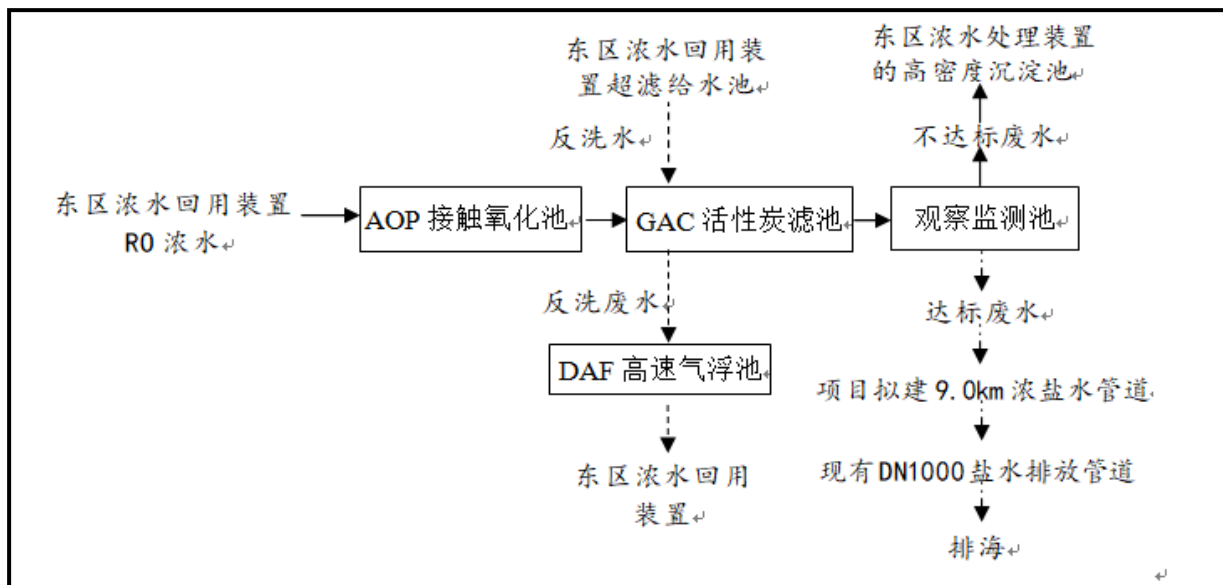 东区浓水回用装
置超滤给水池
东区浓水处理装置
的高密度沉淀池
反洗水
不达标废水
东区浓水回用装置
RO 浓水
AOP 接触氧化池
GAC 活性炭滤池
观察监测池
反洗废水
达标废水
DAF 高速气浮池
项目拟建 9.0km 浓盐水管道
东区浓水回用
装置
现有 DN1000 盐水排放管道
排海